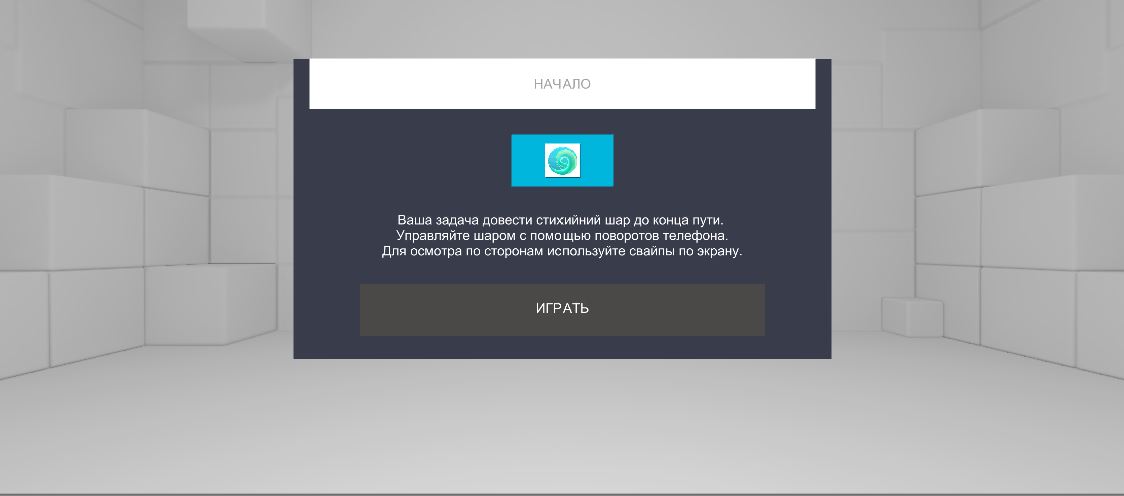 НАЧАЛО
Ваша задача довести стихийний шар до конца пути.
Управляйте шаром с помощью поворотов телефона.
Для осмотра по сторонам используйте свайпы по экрану.
ИГРАТЬ